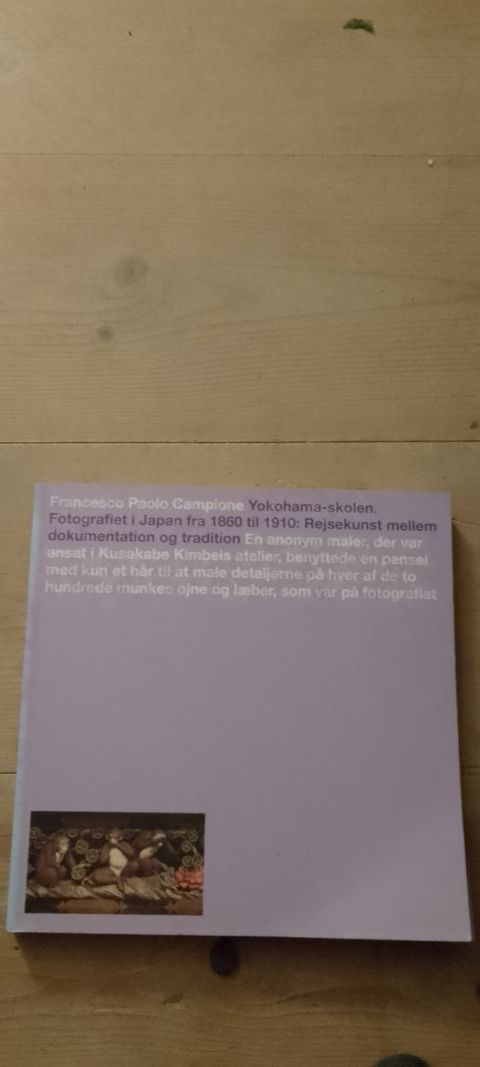 Francesco Paolo Campione Yokohama-skolen.
Fotografiet i Japan fra 1860 til 1910: Rejsekunst mellem
dokumentation og tradition En anonym maler, der var
ansat i Kusakabe Kimbeis atelier, benyttede en pensel
med kun et hår til at male detaljerne på hver af de to
hundrede munkes øjne og læber, som var på fotografiet